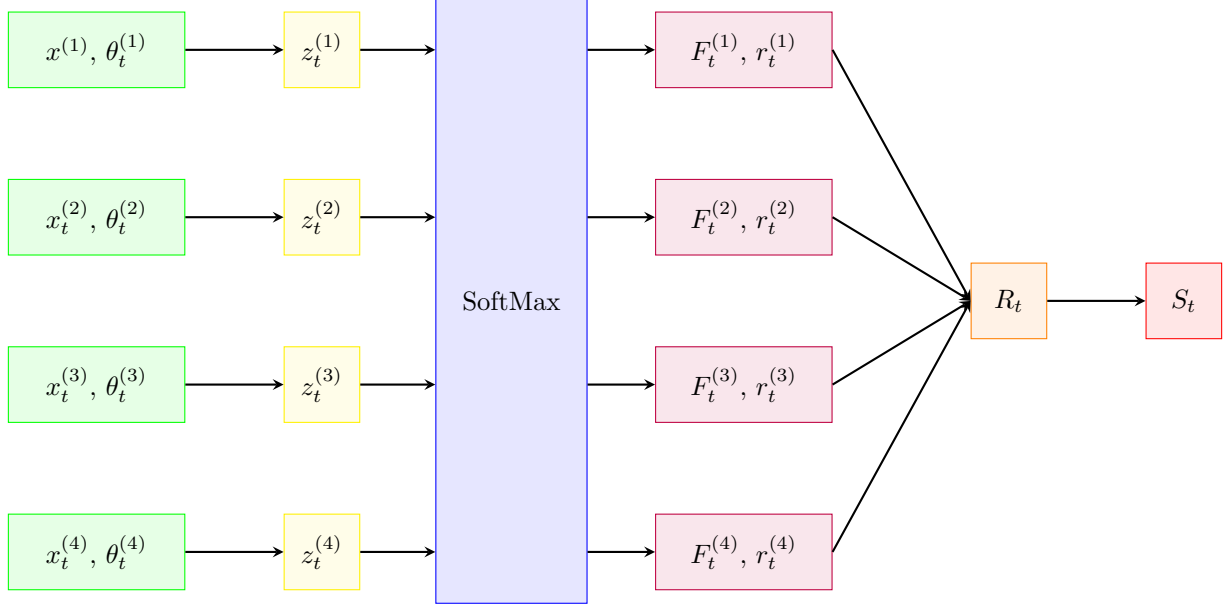 x^{(1)}, θ_t^{(1)}
z_t^{(1)}
F_t^{(1)}, r_t^{(1)}
x_t^{(2)}, θ_t^{(2)}
z_t^{(2)}
F_t^{(2)}, r_t^{(2)}
SoftMax
R_t
S_t
x_t^{(3)}, θ_t^{(3)}
z_t^{(3)}
F_t^{(3)}, r_t^{(3)}
x_t^{(4)}, θ_t^{(4)}
z_t^{(4)}
F_t^{(4)}, r_t^{(4)}